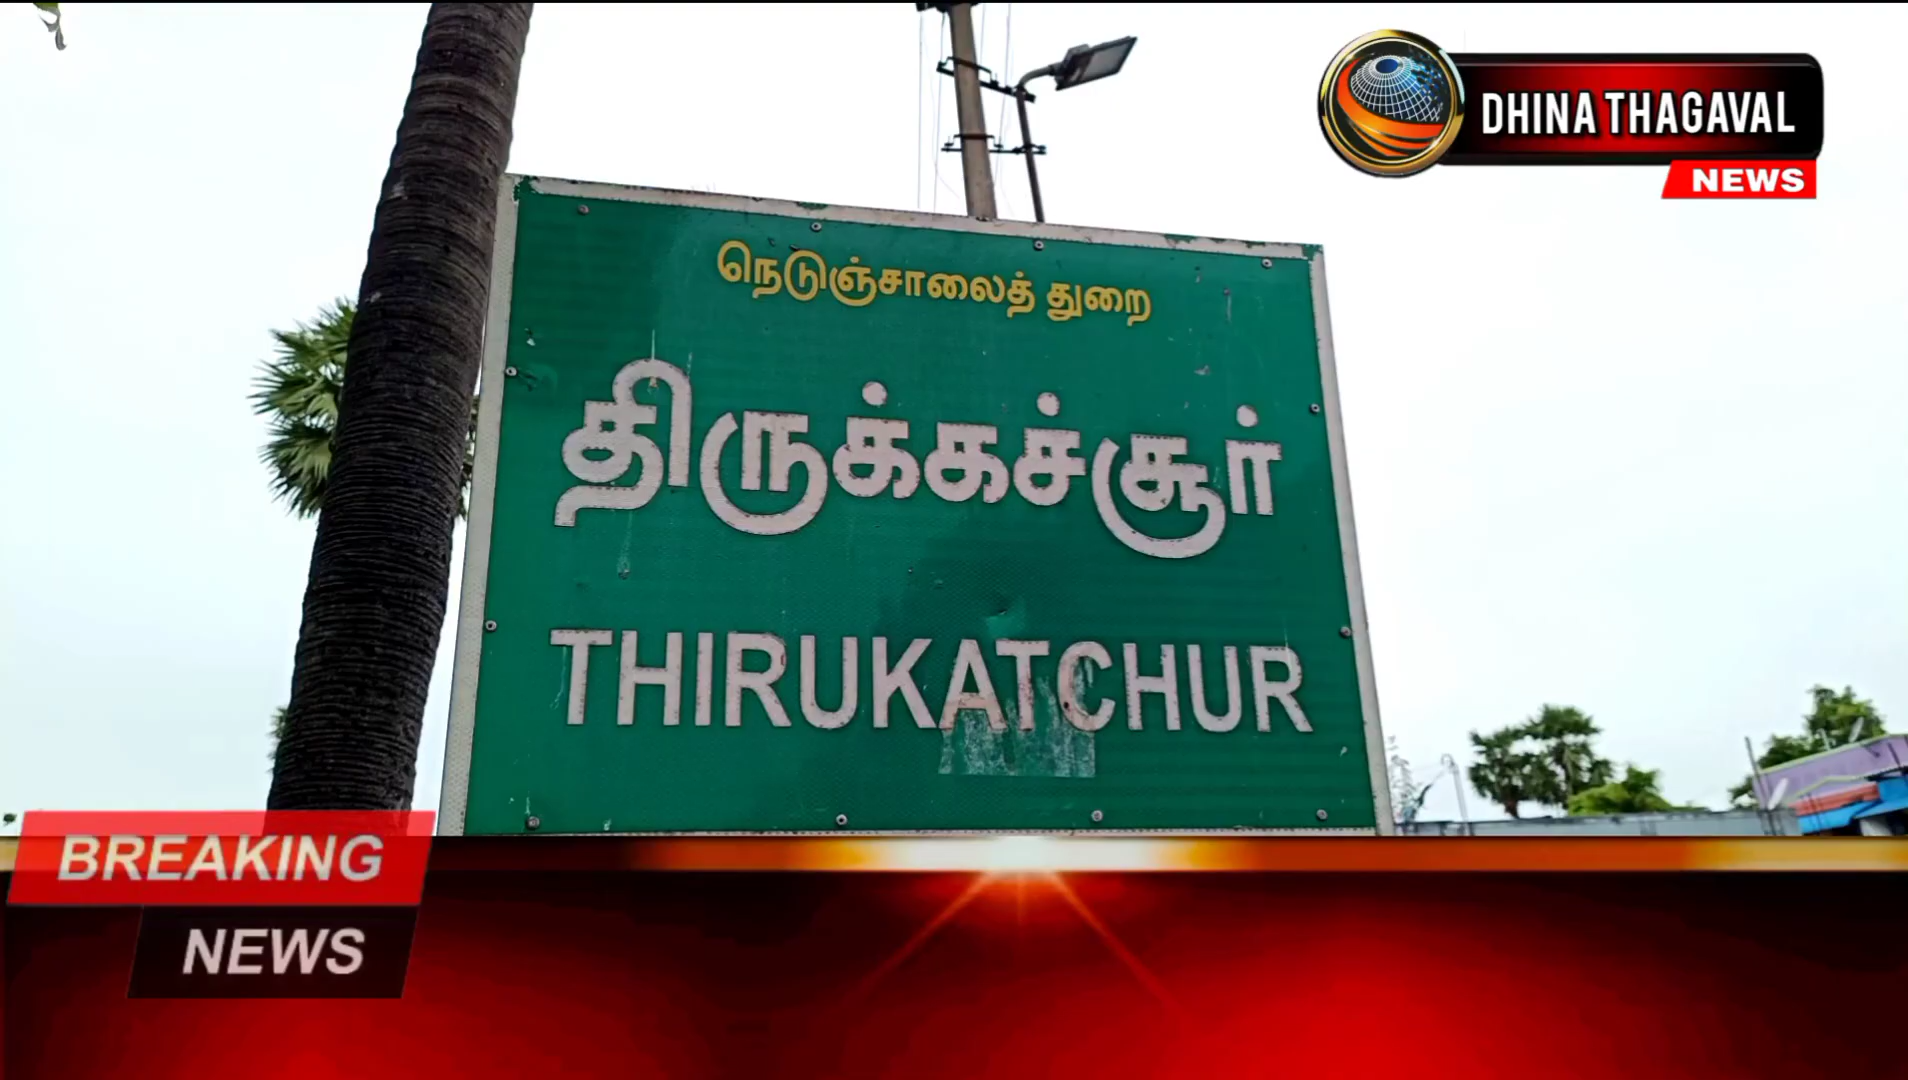 DHINA THAGAVAL
NEWS
நெடுஞ்சாலைத் துறை
திருக்கச்சூர்
THIRUKATCHUR
BREAKING
NEWS